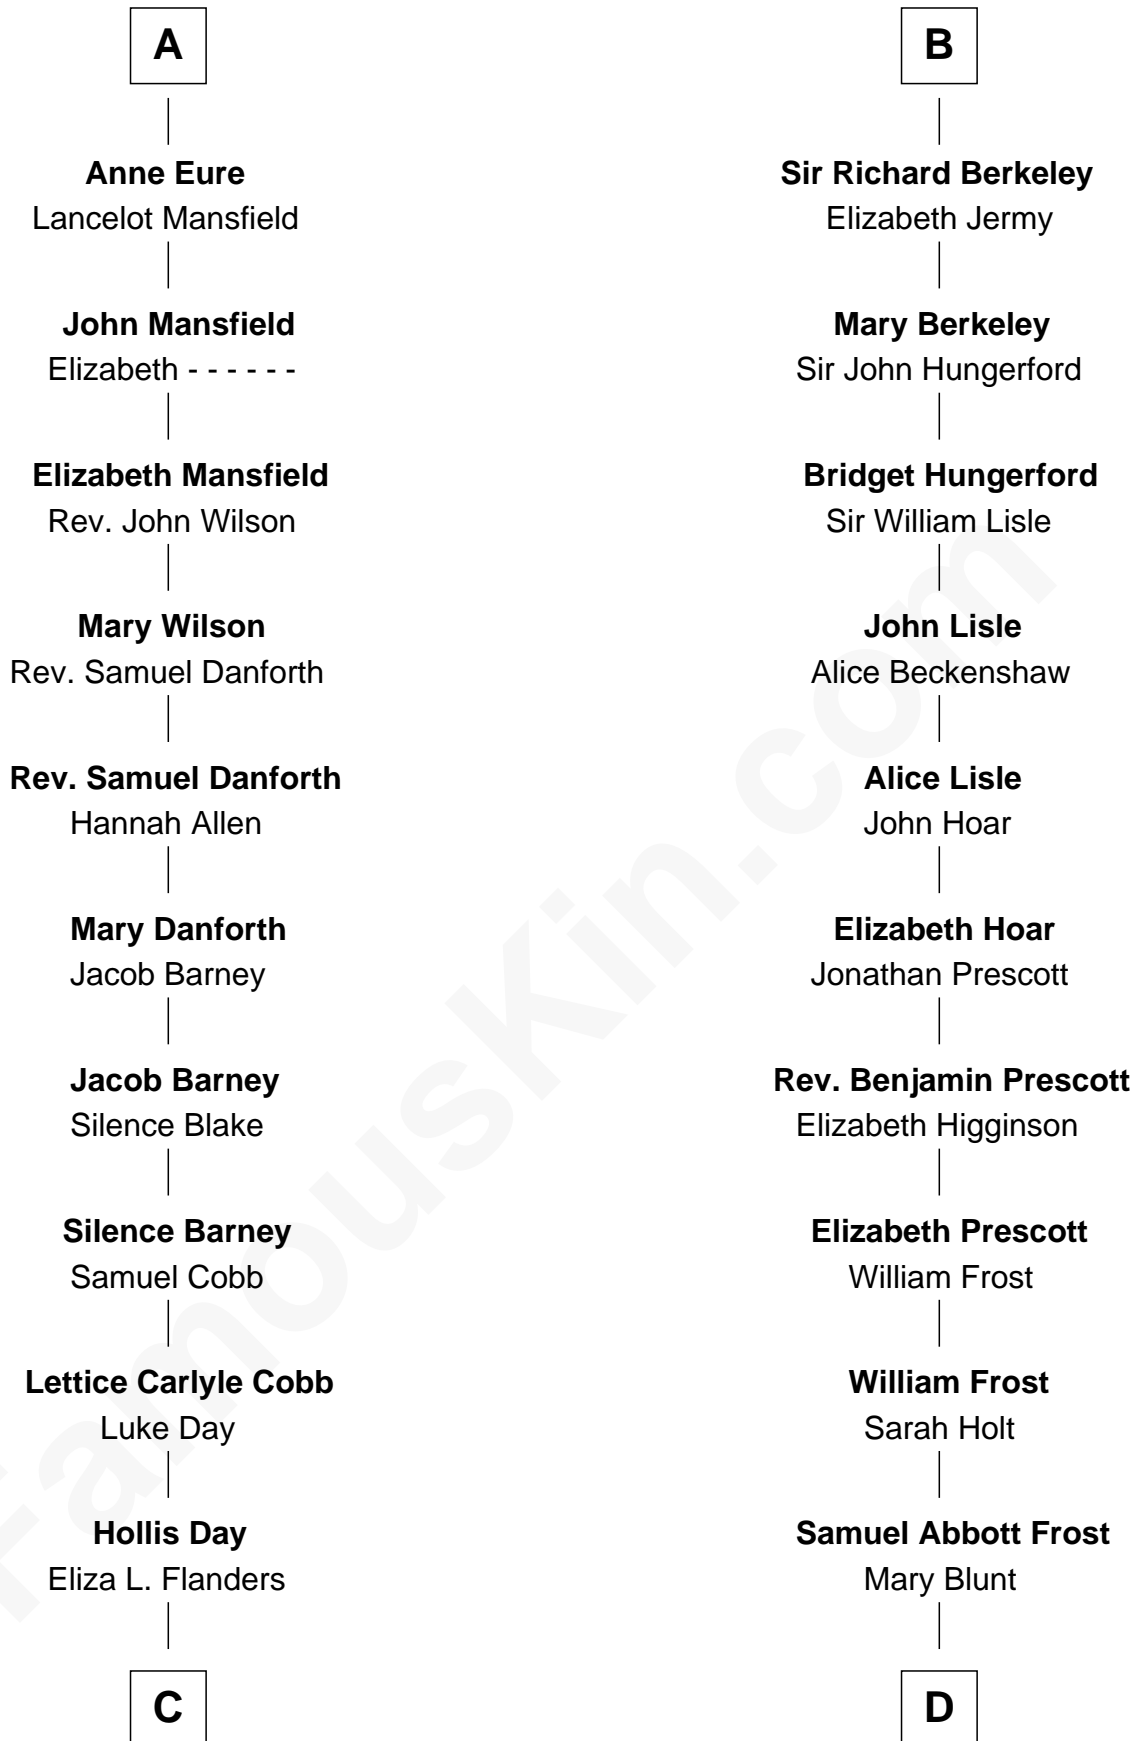 A
Anne Eure
Lancelot Mansfield
John Mansfield
Elizabeth - - - - - -
Elizabeth Mansfield
Rev. John Wilson
Mary Wilson
Rev. Samuel Danforth
Rev. Samuel Danforth
Hannah Allen
Mary Danforth
Jacob Barney
Jacob Barney
Silence Blake
Silence Barney
Samuel Cobb
Lettice Carlyle Cobb
Luke Day
Hollis Day
Eliza L. Flanders
C
B
Sir Richard Berkeley
Elizabeth Jermy
Mary Berkeley
Sir John Hungerford
Bridget Hungerford
Sir William Lisle
John Lisle
Alice Beckenshaw
Alice Lisle
John Hoar
Elizabeth Hoar
Jonathan Prescott
Rev. Benjamin Prescott
Elizabeth Higginson
Elizabeth Prescott
William Frost
William Frost
Sarah Holt
Samuel Abbott Frost
Mary Blunt
D
FamousKin.com